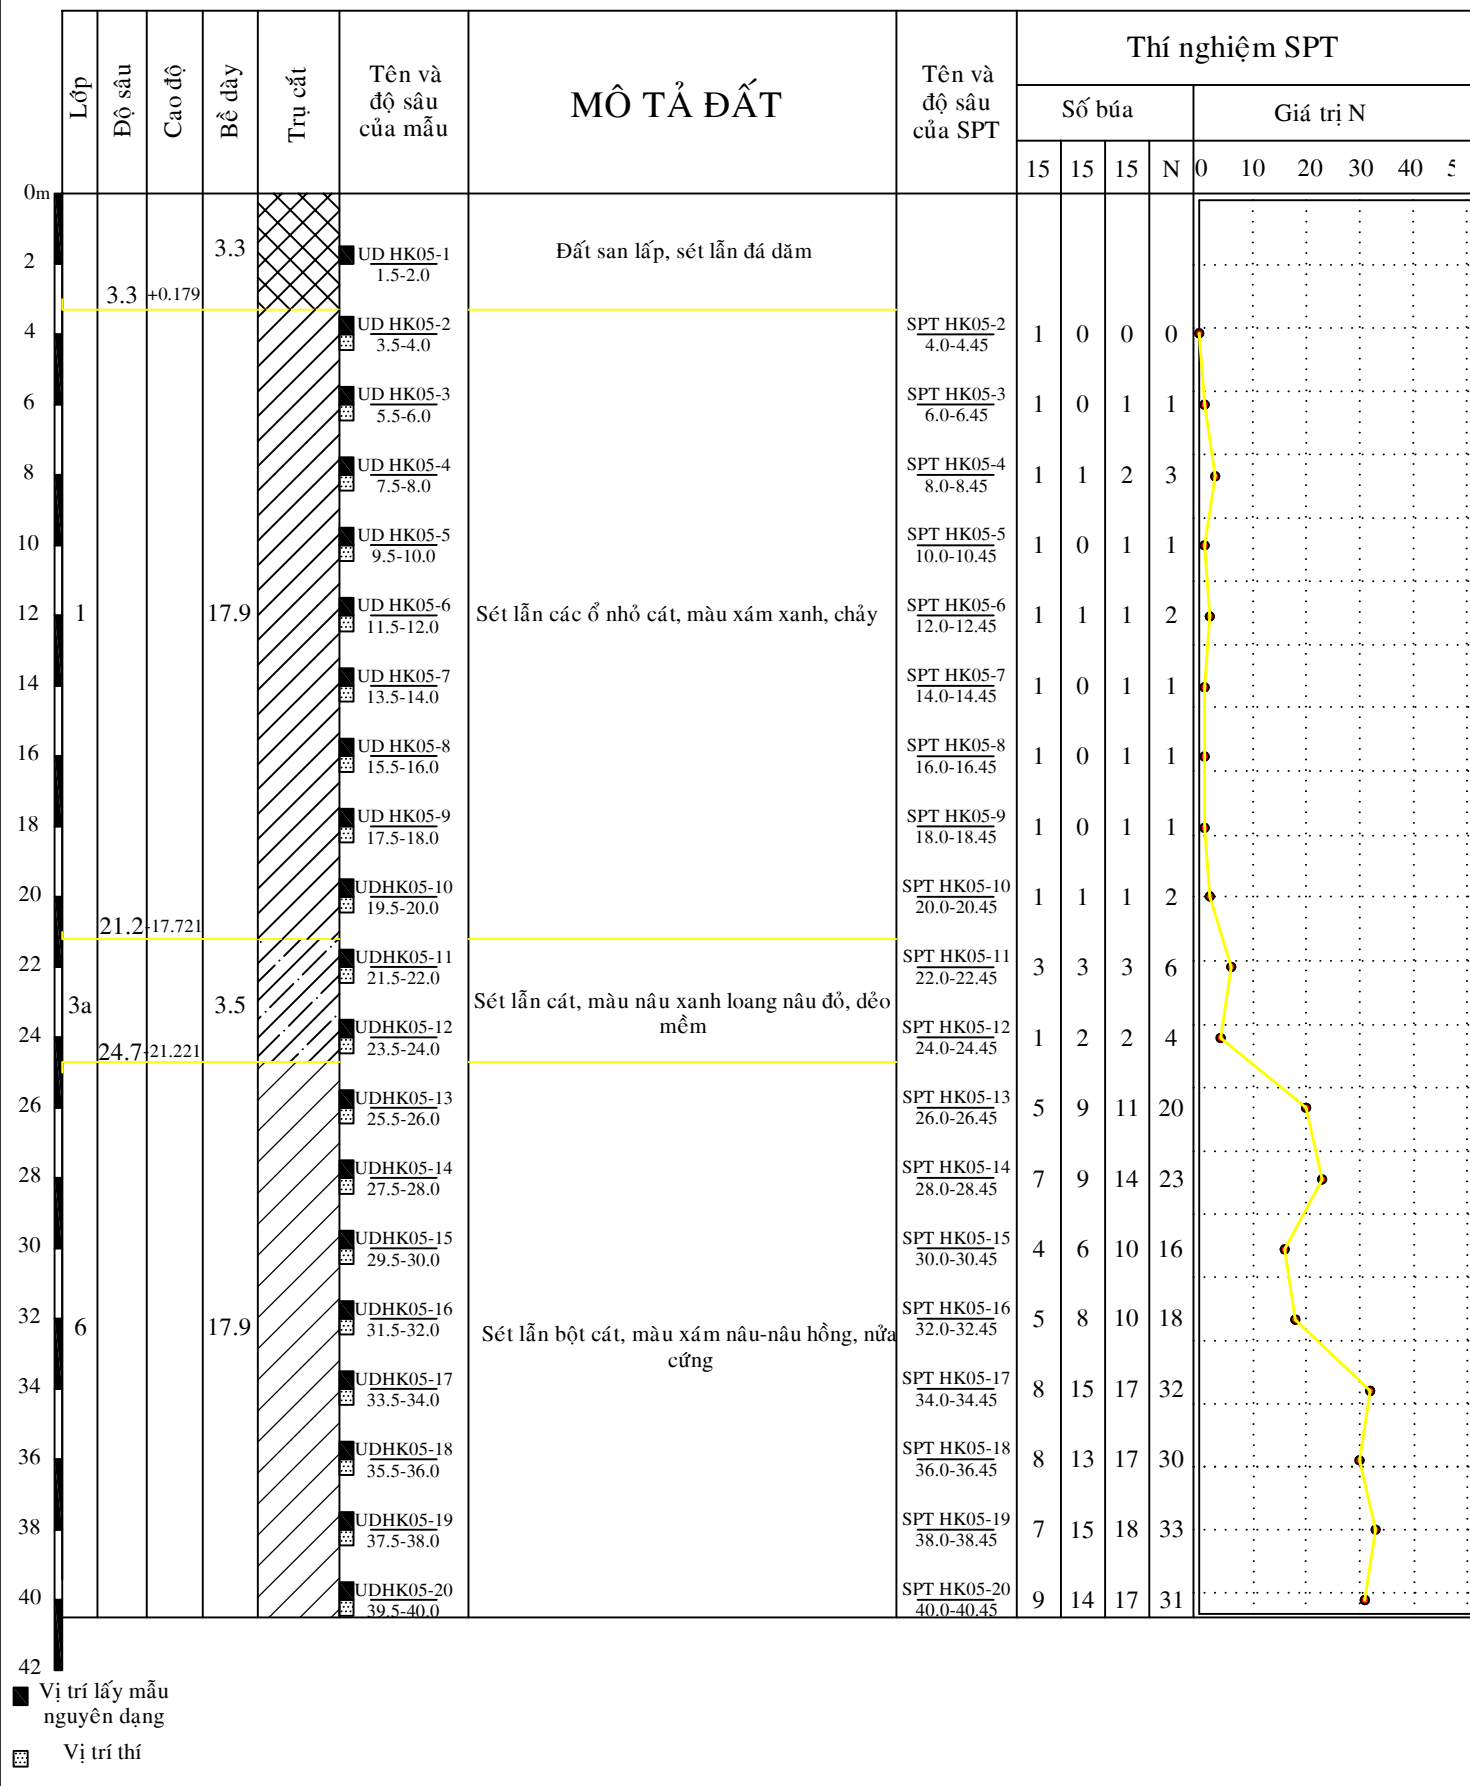 Lớp
Độ sâu
Cao độ
Bề dày
Trụ cắt
Tên và
độ sâu
của mẫu
MÔ TẢ ĐẤT
Tên và
độ sâu
của SPT
Thí nghiệm SPT
Số búa
Giá trị N
15 15 15 N
0 10 20 30 40
0m
3.3
UD HK05-1
1.5-2.0
Đất san lấp, sét lẫn đá dăm
2
3.3 +0.179
4
UD HK05-2
3.5-4.0
SPT HK05-2
4.0-4.45
1 0 0 0
6
UD HK05-3
5.5-6.0
SPT HK05-3
6.0-6.45
1 0 1 1
8
UD HK05-4
7.5-8.0
SPT HK05-4
8.0-8.45
1 1 2 3
10
UD HK05-5
9.5-10.0
SPT HK05-5
10.0-10.45
1 0 1 1
12
1
17.9
UD HK05-6
11.5-12.0
Sét lẫn các ổ nhỏ cát, màu xám xanh, chảy
SPT HK05-6
12.0-12.45
1 1 1 2
14
UD HK05-7
13.5-14.0
SPT HK05-7
14.0-14.45
1 0 1 1
16
UD HK05-8
15.5-16.0
SPT HK05-8
16.0-16.45
1 0 1 1
18
UD HK05-9
17.5-18.0
SPT HK05-9
18.0-18.45
1 0 1 1
20
UDHK05-10
19.5-20.0
SPT HK05-10
20.0-20.45
1 1 1 2
21.2 -17.721
22
UDHK05-11
21.5-22.0
SPT HK05-11
22.0-22.45
3 3 3 6
3a
3.5
Sét lẫn cát, màu nâu xanh loang nâu đỏ, dẻo
mềm
24
UDHK05-12
23.5-24.0
SPT HK05-12
24.0-24.45
1 2 2 4
24.7 -21.221
26
UDHK05-13
25.5-26.0
SPT HK05-13
26.0-26.45
5 9 11 20
28
UDHK05-14
27.5-28.0
SPT HK05-14
28.0-28.45
7 9 14 23
30
UDHK05-15
29.5-30.0
SPT HK05-15
30.0-30.45
4 6 10 16
32
6
17.9
UDHK05-16
31.5-32.0
Sét lẫn bột cát, màu xám nâu-nâu hồng, nửa
cứng
SPT HK05-16
32.0-32.45
5 8 10 18
34
UDHK05-17
33.5-34.0
SPT HK05-17
34.0-34.45
8 15 17 32
36
UDHK05-18
35.5-36.0
SPT HK05-18
36.0-36.45
8 13 17 30
38
UDHK05-19
37.5-38.0
SPT HK05-19
38.0-38.45
7 15 18 33
40
UDHK05-20
39.5-40.0
SPT HK05-20
40.0-40.45
9 14 17 31
42
Vị trí lấy mẫu
nguyên dạng
Vị trí thí